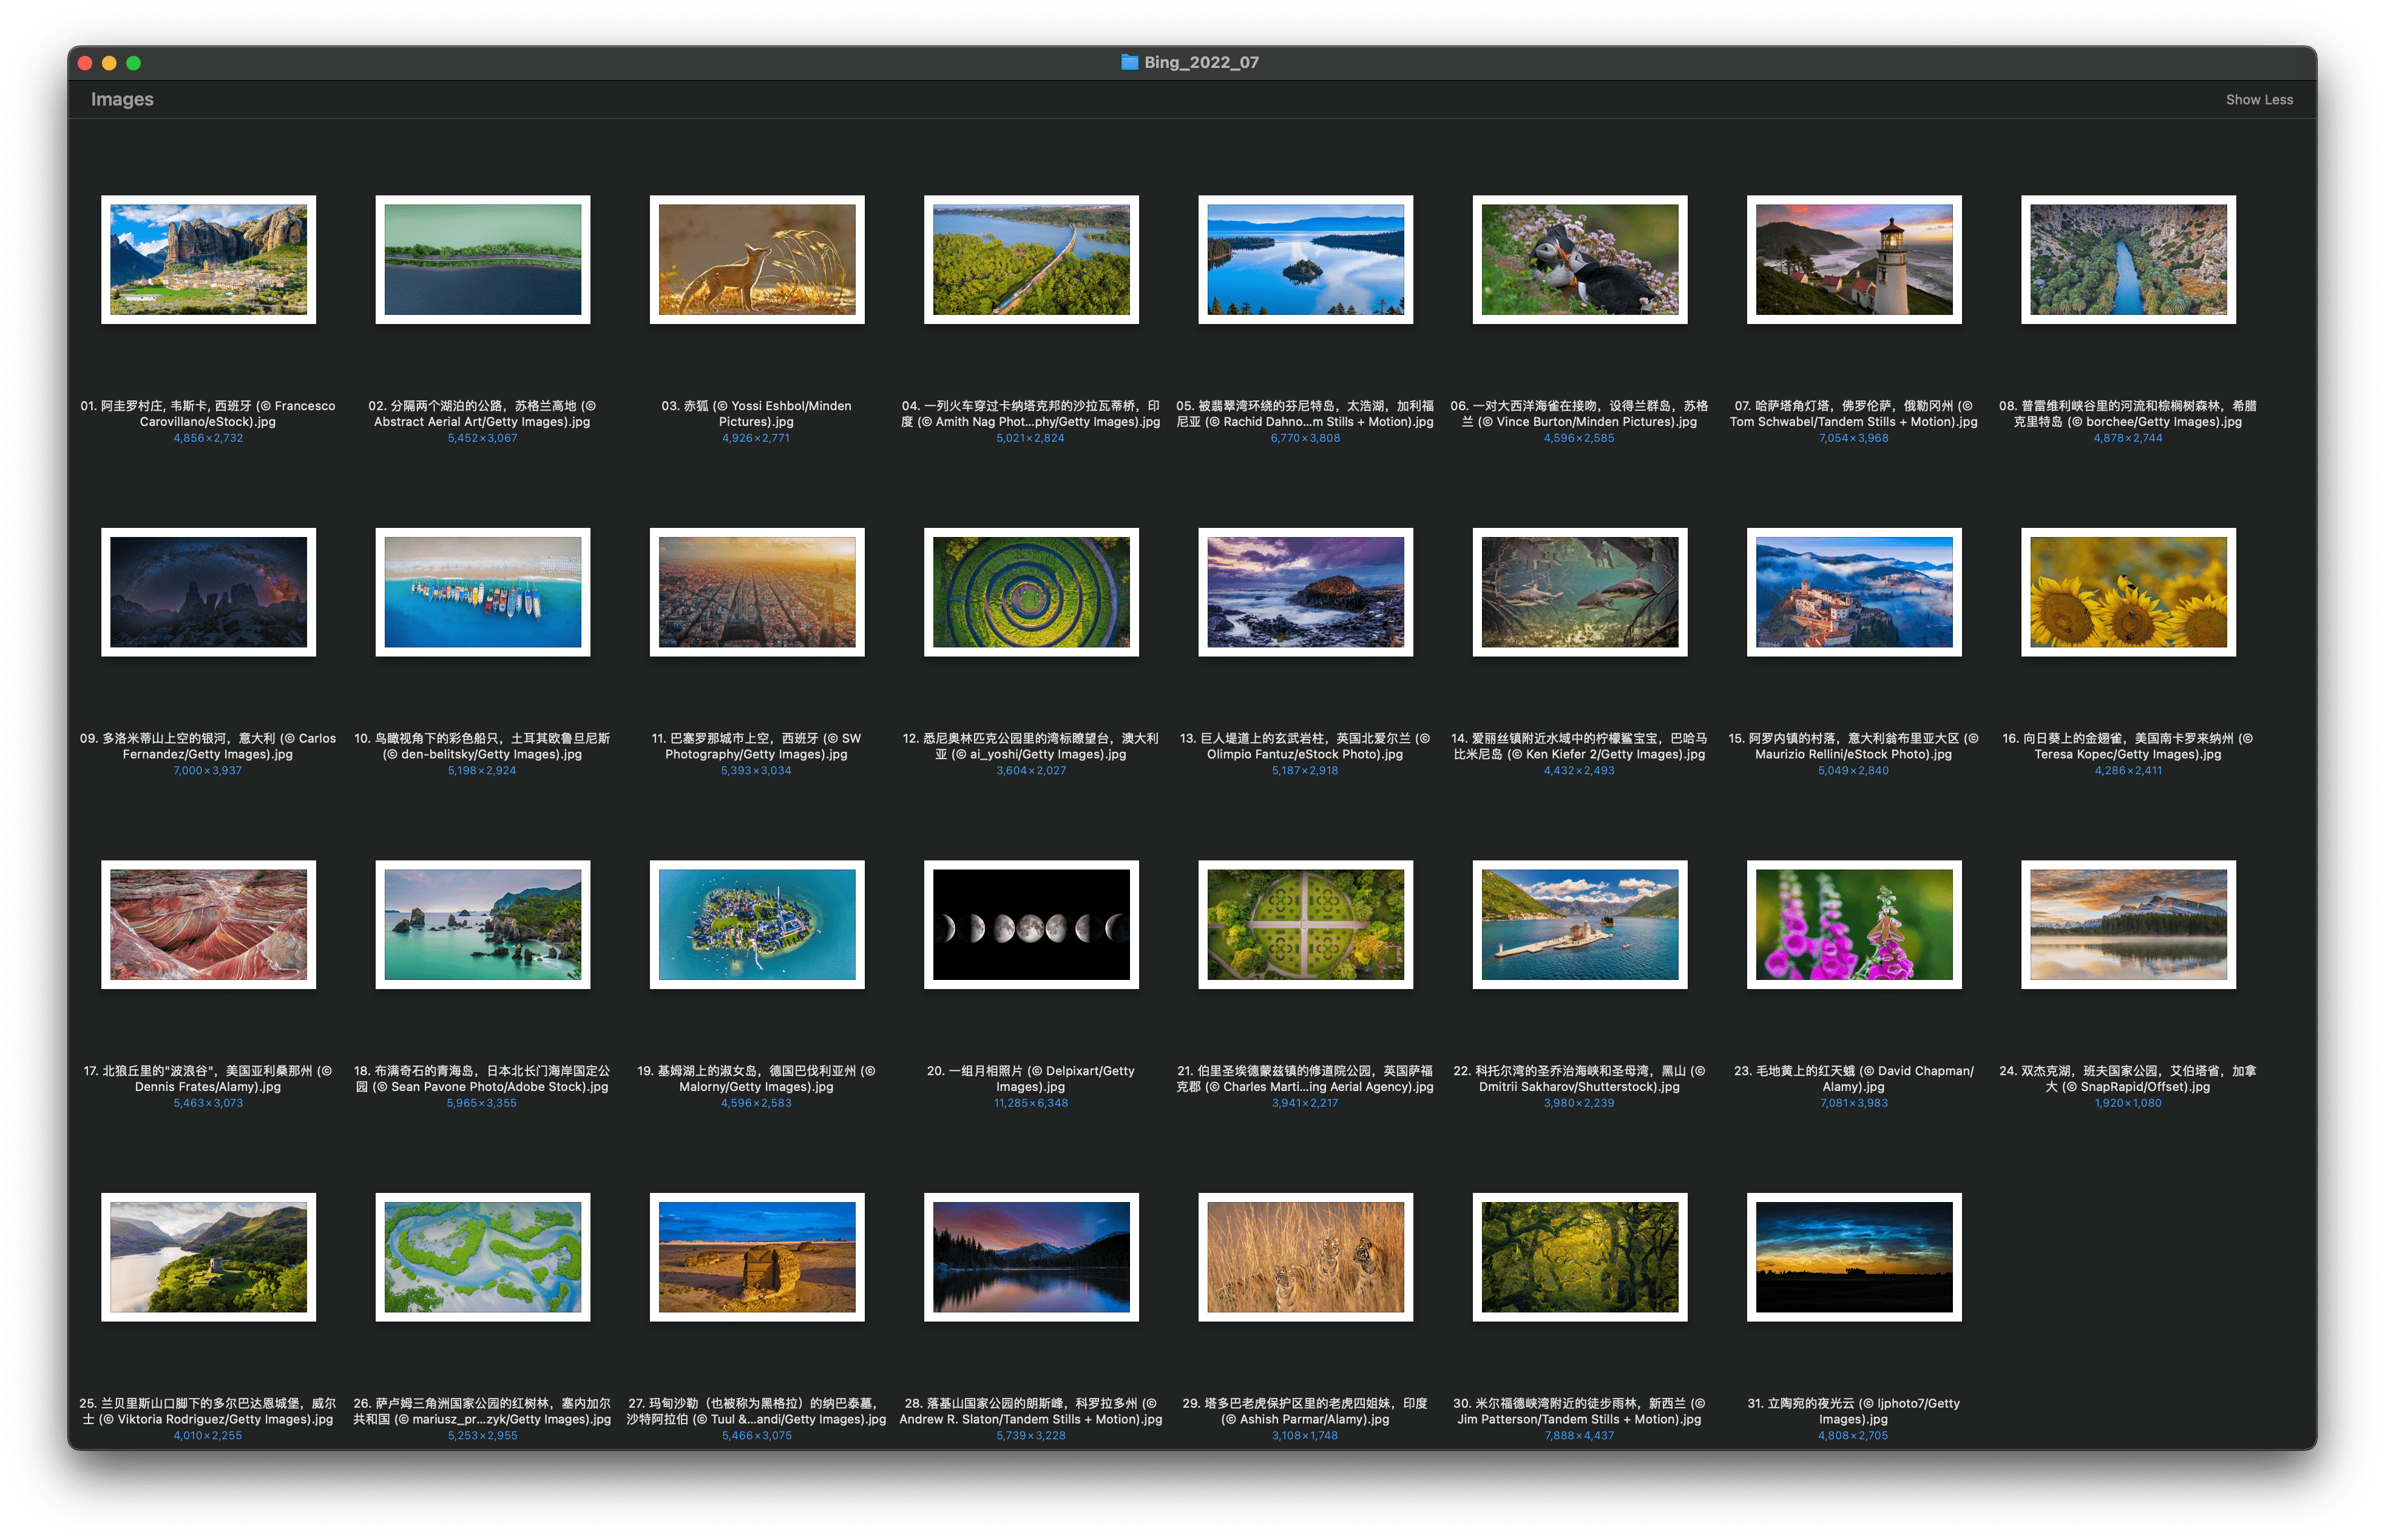 Bing_2022_07
Images
Show Less
01. 阿圭罗村庄, 韦斯卡, 西班牙 (© Francesco
Carovillano/eStock).jpg
4,856×2,732
02. 分隔两个湖泊的公路，苏格兰高地 (©
Abstract Aerial Art/Getty Images).jpg
5,452×3,067
03. 赤狐 (© Yossi Eshbol/Minden
Pictures).jpg
4,926×2,771
04. 一列火车穿过卡纳塔克邦的沙拉瓦蒂桥，印
度 (© Amith Nag Phot...phy/Getty Images).jpg
5,021×2,824
05. 被翡翠湾环绕的芬尼特岛，太浩湖，加利福
尼亚 (© Rachid Dahno...m Stills + Motion).jpg
6,770×3,808
06. 一对大西洋海雀在接吻，设得兰群岛，苏格
兰 (© Vince Burton/Minden Pictures).jpg
4,596×2,585
07. 哈萨塔角灯塔，佛罗伦萨，俄勒冈州 (©
Tom Schwabel/Tandem Stills + Motion).jpg
7,054×3,968
08. 普雷维利峡谷里的河流和棕榈树森林，希腊
克里特岛 (© borchee/Getty Images).jpg
4,878×2,744
09. 多洛米蒂山上空的银河，意大利 (© Carlos
Fernandez/Getty Images).jpg
7,000×3,937
10. 鸟瞰视角下的彩色船只，土耳其欧鲁旦尼斯
(© den-belitsky/Getty Images).jpg
5,198×2,924
11. 巴塞罗那城市上空，西班牙 (© SW
Photography/Getty Images).jpg
5,393×3,034
12. 悉尼奥林匹克公园里的湾标瞭望台，澳大利
亚 (© ai_yoshi/Getty Images).jpg
3,604×2,027
13. 巨人堤道上的玄武岩柱，英国北爱尔兰 (©
Olimpio Fantuz/eStock Photo).jpg
5,187×2,918
14. 爱丽丝镇附近水域中的柠檬鲨宝宝，巴哈马
比米尼岛 (© Ken Kiefer 2/Getty Images).jpg
4,432×2,493
15. 阿罗内镇的村落，意大利翁布里亚大区 (©
Maurizio Rellini/eStock Photo).jpg
5,049×2,840
16. 向日葵上的金翅雀，美国南卡罗来纳州 (©
Teresa Kopec/Getty Images).jpg
4,286×2,411
17. 北狼丘里的"波浪谷"，美国亚利桑那州 (©
Dennis Frates/Alamy).jpg
5,463×3,073
18. 布满奇石的青海岛，日本北长门海岸国定公
园 (© Sean Pavone Photo/Adobe Stock).jpg
5,965×3,355
19. 基姆湖上的淑女岛，德国巴伐利亚州 (©
Malorny/Getty Images).jpg
4,596×2,583
20. 一组月相照片 (© Delpixart/Getty
Images).jpg
11,285×6,348
21. 伯里圣埃德蒙兹镇的修道院公园，英国萨福
克郡 (© Charles Marti...ing Aerial Agency).jpg
3,941×2,217
22. 科托尔湾的圣乔治海峡和圣母湾，黑山 (©
Dmitrii Sakharov/Shutterstock).jpg
3,980×2,239
23. 毛地黄上的红天蛾 (© David Chapman/
Alamy).jpg
7,081×3,983
24. 双杰克湖，班夫国家公园，艾伯塔省，加拿
大 (© SnapRapid/Offset).jpg
1,920×1,080
25. 兰贝里斯山口脚下的多尔巴达恩城堡，威尔
士 (© Viktoria Rodriguez/Getty Images).jpg
4,010×2,255
26. 萨卢姆三角洲国家公园的红树林，塞内加尔
共和国 (© mariusz_pr...zyk/Getty Images).jpg
5,253×2,955
27. 玛甸沙勒（也被称为黑格拉）的纳巴泰墓，
沙特阿拉伯 (© Tuul &...andi/Getty Images).jpg
5,466×3,075
28. 落基山国家公园的朗斯峰，科罗拉多州 (©
Andrew R. Slaton/Tandem Stills + Motion).jpg
5,739×3,228
29. 塔多巴老虎保护区里的老虎四姐妹，印度
(© Ashish Parmar/Alamy).jpg
3,108×1,748
30. 米尔福德峡湾附近的徒步雨林，新西兰 (©
Jim Patterson/Tandem Stills + Motion).jpg
7,888×4,437
31. 立陶宛的夜光云 (© ljphoto7/Getty
Images).jpg
4,808×2,705